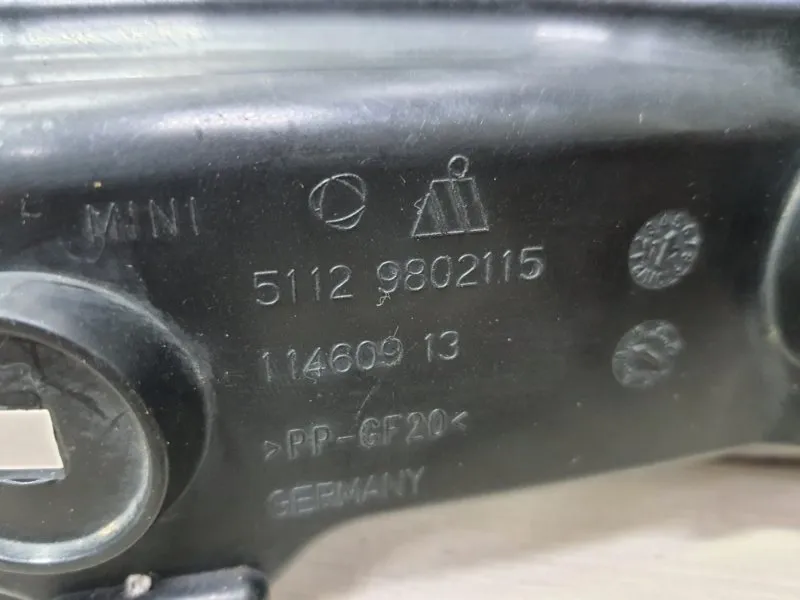 MINI
5112 9802115
114609 13
>PP-GF20<
GERMANY